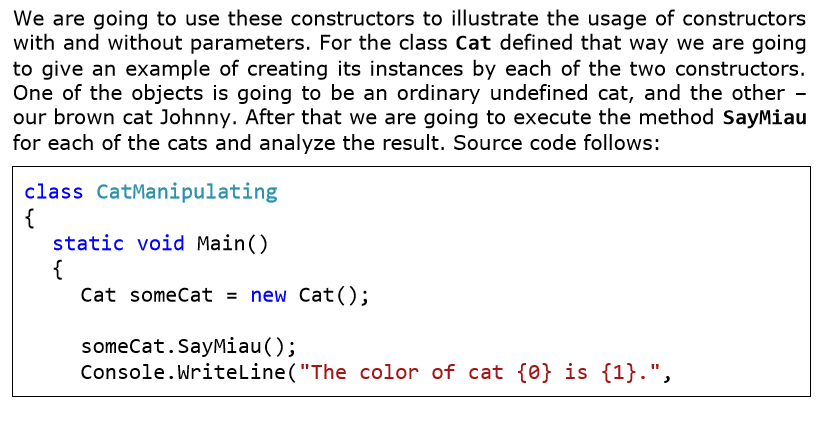 We are going to use these constructors to illustrate the usage of constructors
with and without parameters. For the class Cat defined that way we are going
to give an example of creating its instances by each of the two constructors.
One of the objects is going to be an ordinary undefined cat, and the other –
our brown cat Johnny. After that we are going to execute the method SayMiau
for each of the cats and analyze the result. Source code follows:
class CatManipulating
{
static void Main()
{
Cat someCat = new Cat();
someCat.SayMiau();
Console.WriteLine("The color of cat {0} is {1}.",